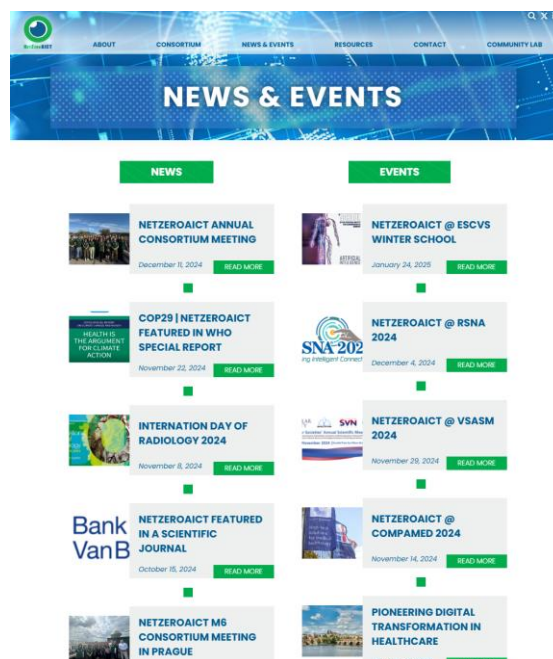 NetZeroAICT
ABOUT CONSORTIUM NEWS & EVENTS RESOURCES CONTACT COMMUNITY LAB
NEWS & EVENTS
NEWS
NETZEROAICT ANNUAL
CONSORTIUM MEETING
December 11, 2024 READ MORE
COP29 | NETZEROAICT
FEATURED IN WHO
SPECIAL REPORT
HEALTH IS
THE ARGUMENT
FOR CLIMATE
ACTION
November 22, 2024 READ MORE
INTERNATION DAY OF
RADIOLOGY 2024
November 8, 2024 READ MORE
Bank
VanB
NETZEROAICT FEATURED
IN A SCIENTIFIC
JOURNAL
October 15, 2024 READ MORE
NETZEROAICT M6
CONSORTIUM MEETING
IN PRAGUE
EVENTS
NETZEROAICT @ ESCVS
WINTER SCHOOL
ARTIFICIAL
January 24, 2025 READ MORE
SNA 202
ng Intelligent Connect
NETZEROAICT @ RSNA
2024
December 4, 2024 READ MORE
SVN
NETZEROAICT @ VSASM
2024
November 29, 2024 READ MORE
NETZEROAICT @
COMPAMED 2024
November 14, 2024 READ MORE
PIONEERING DIGITAL
TRANSFORMATION IN
HEALTHCARE